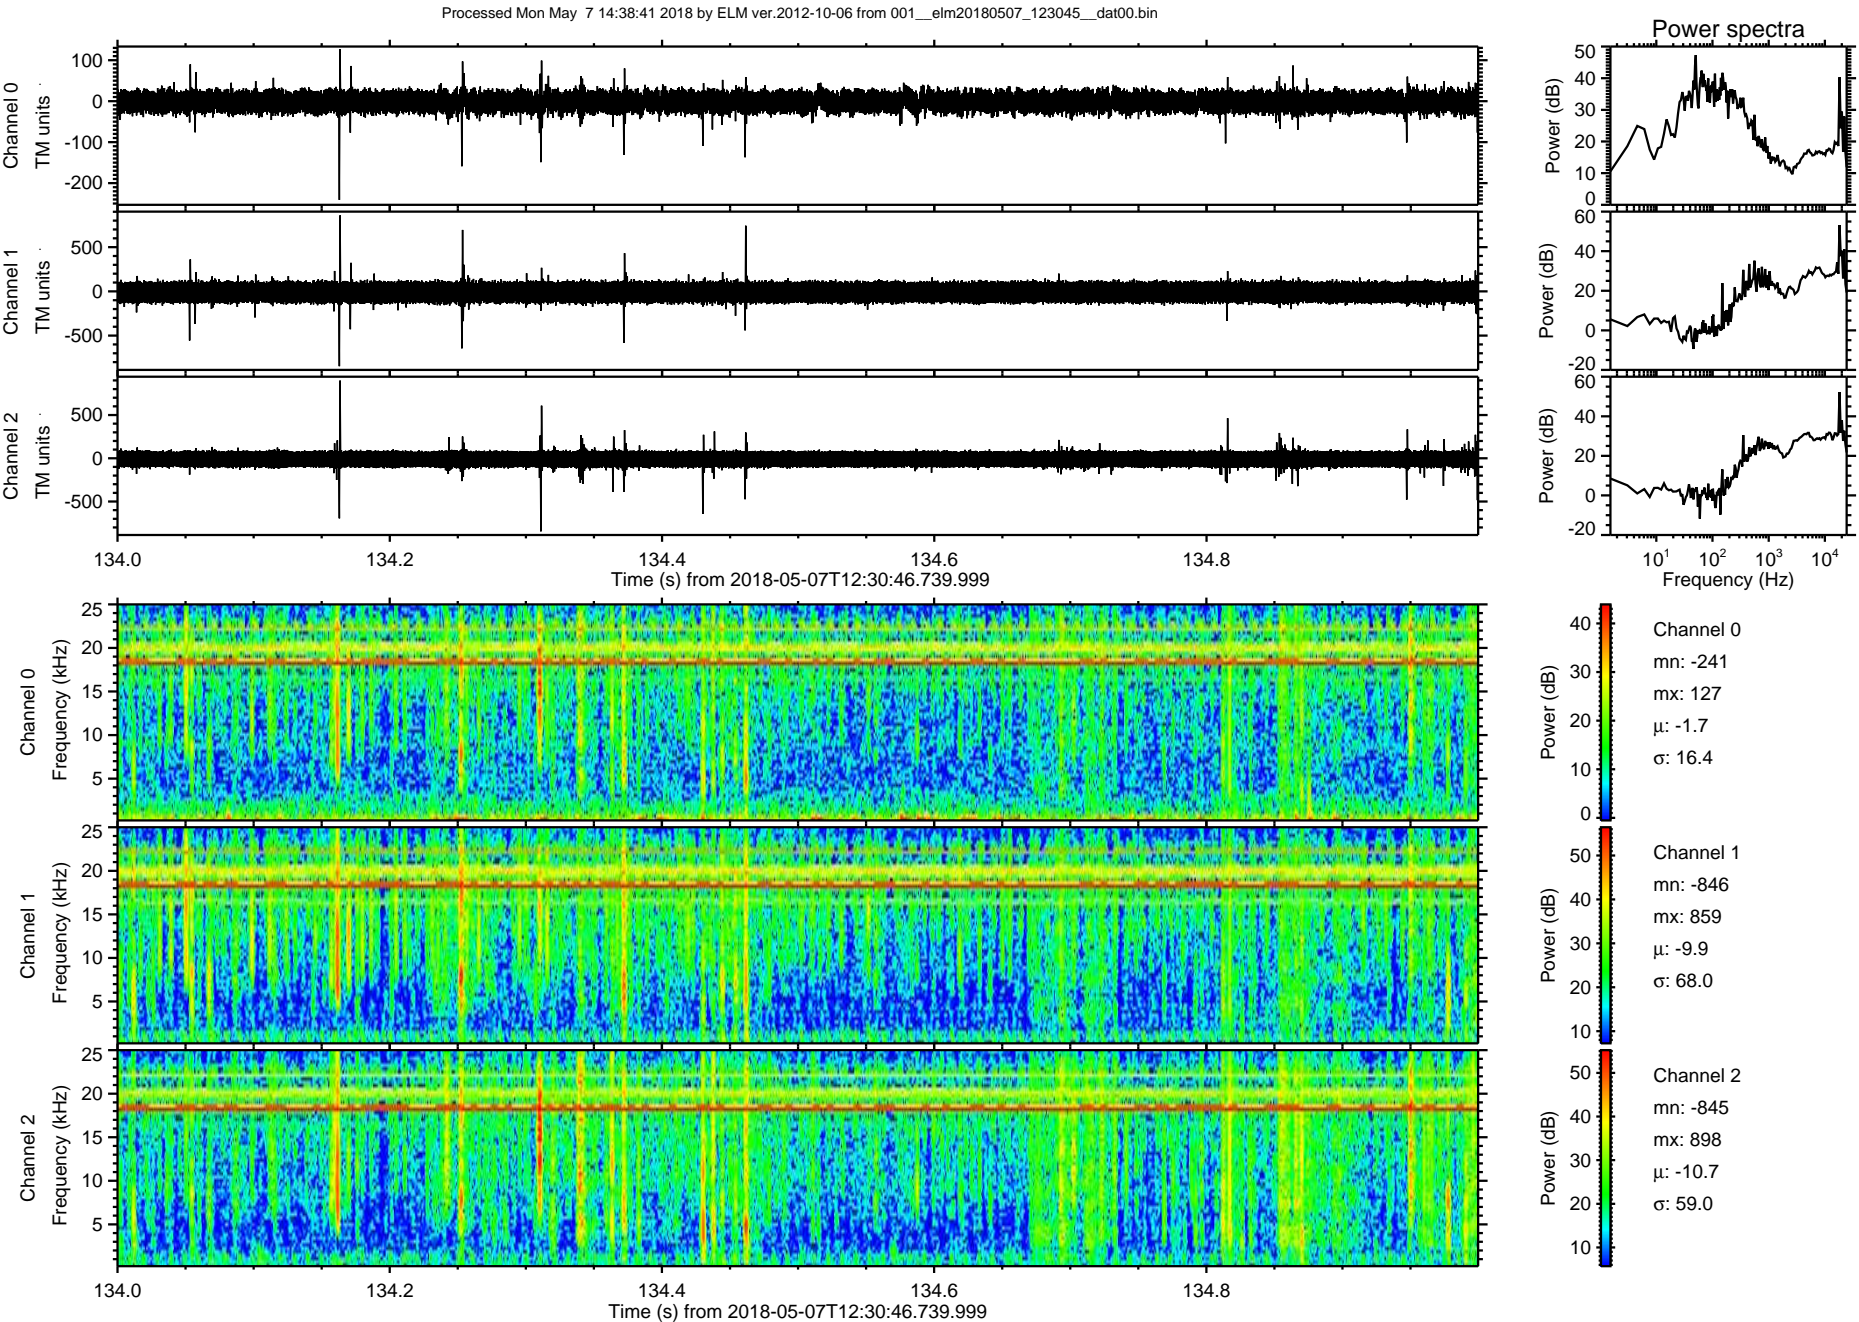 Processed Mon May  7 14:38:41 2018 by ELM ver.2012-10-06 from 001__elm20180507_123045__dat00.bin
Power spectra
Channel 0
TM units
100
0
-100
-200
Power (dB)
50
40
30
20
10
0
Channel 1
TM units
500
0
-500
Power (dB)
60
40
20
0
-20
Channel 2
TM units
500
0
-500
Power (dB)
60
40
20
0
-20
134.0 134.2 134.4 134.6 134.8
Time (s) from 2018-05-07T12:30:46.739.999
10¹ 10² 10³ 10⁴
Frequency (Hz)
Channel 0
Frequency (kHz)
25
20
15
10
5
Power (dB)
40
30
20
10
0
Channel 0
mn: -241
mx: 127
μ: -1.7
σ: 16.4
Channel 1
Frequency (kHz)
25
20
15
10
5
Power (dB)
50
40
30
20
10
Channel 1
mn: -846
mx: 859
μ: -9.9
σ: 68.0
Channel 2
Frequency (kHz)
25
20
15
10
5
Power (dB)
50
40
30
20
10
Channel 2
mn: -845
mx: 898
μ: -10.7
σ: 59.0
134.0 134.2 134.4 134.6 134.8
Time (s) from 2018-05-07T12:30:46.739.999